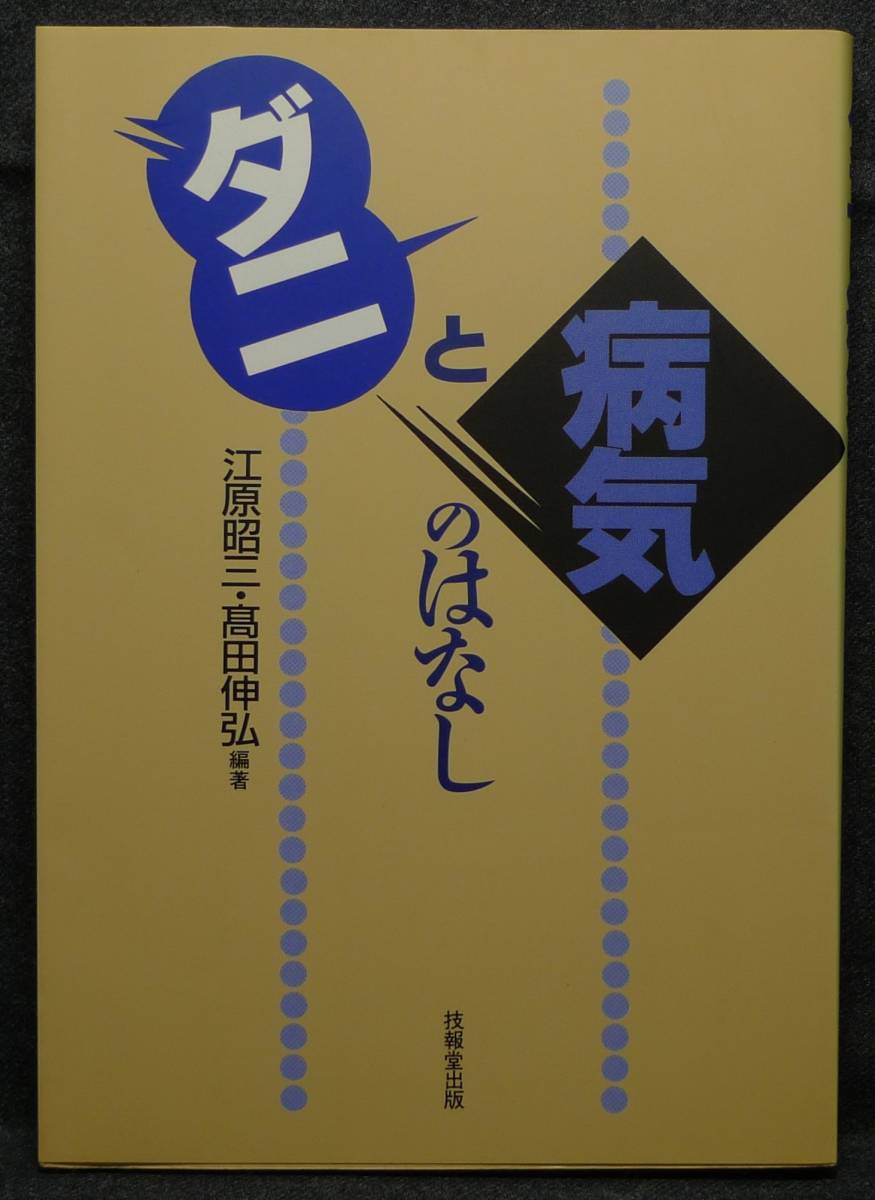 ダニ
と
病気
のはなし
江原昭三・髙田伸弘 編著
技報堂出版